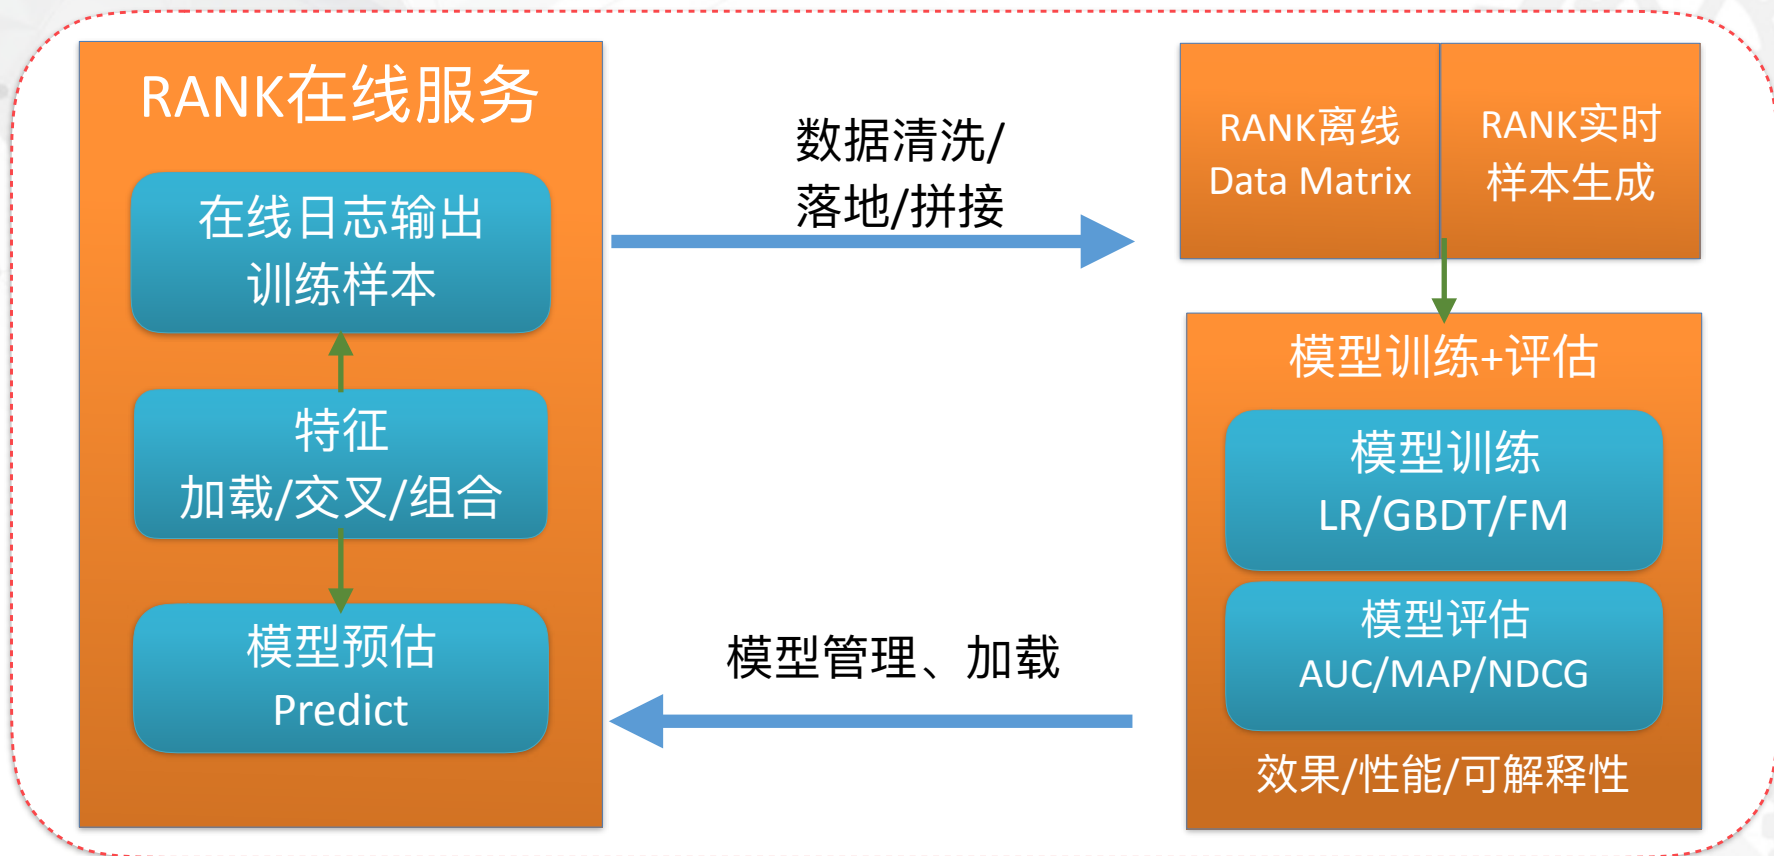 RANK在线服务
在线日志输出
训练样本
特征
加载/交叉/组合
模型预估
Predict
数据清洗/
落地/拼接
模型管理、加载
RANK离线
Data Matrix
RANK实时
样本生成
模型训练+评估
模型训练
LR/GBDT/FM
模型评估
AUC/MAP/NDCG
效果/性能/可解释性